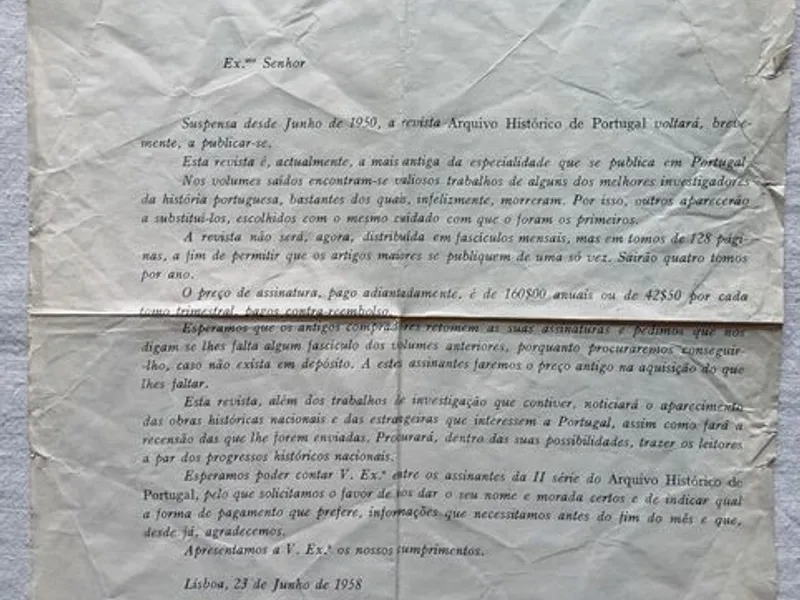 Ex.mo Senhor
Suspensa desde Junho de 1950, a revista Arquivo Histórico de Portugal voltará, breve-
mente, a publicar-se.
Esta revista é, actualmente, a mais antiga da especialidade que se publica em Portugal
Nos volumes saídos encontram-se valiosos trabalhos de alguns dos melhores investigadores
da história portuguesa, bastantes dos quais, infelizmente, morreram. Por isso, outros aparecerão
a substituí-los, escolhidos com o mesmo cuidado com que o foram os primeiros.
A revista não será, agora, distribuída em fascículos mensais, mas em tomos de 128 pági-
nas, a fim de permitir que os artigos maiores se publiquem de uma só vez. Sairão quatro tomos
por ano.
O preço de assinatura, pago adiantadamente, é de 160$00 anuais ou de 42$50 por cada
tomo trimestral, pagos contra-reembolso.
Esperamos que os antigos compradores retomem as suas assinaturas e pedimos que nos
digam se lhes falta algum fascículo dos volumes anteriores, porquanto procuraremos conseguir-
-lho, caso não exista em depósito. A estes assinantes faremos o preço antigo na aquisição do que
lhes faltar.
Esta revista, além dos trabalhos de investigação que contiver, noticiará o aparecimento
das obras históricas nacionais e das estrangeiras que interessem a Portugal, assim como fará a
recensão das que lhe forem enviadas. Procurará, dentro das suas possibilidades, trazer os leitores
a par dos progressos históricos nacionais.
Esperamos poder contar V. Ex.ª entre os assinantes da II série do Arquivo Histórico de
Portugal, pelo que solicitamos o favor de nos dar o seu nome e morada certos e de indicar qual
a forma de pagamento que prefere, informações que necessitamos antes do fim do mês e que,
desde já, agradecemos.
Apresentamos a V. Ex.ª os nossos cumprimentos.
Lisboa, 23 de Junho de 1958